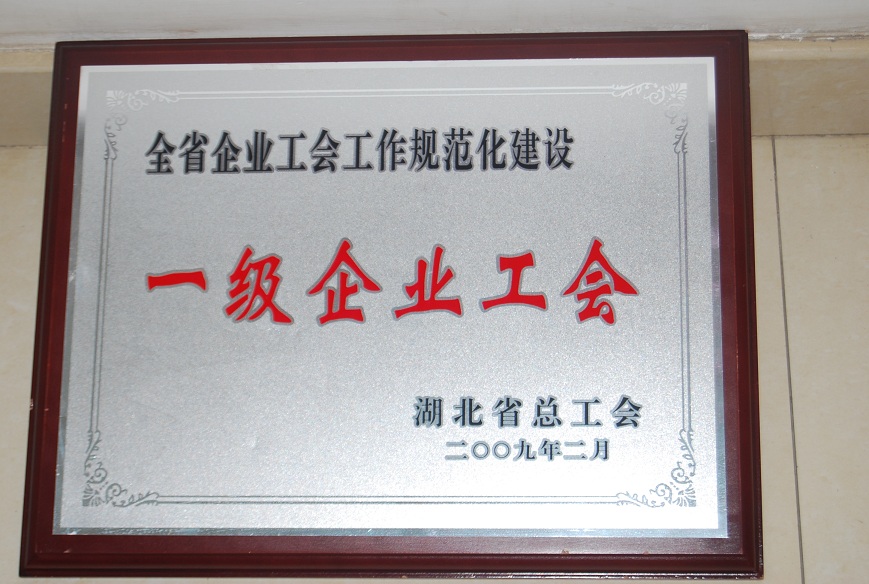 全省企业工会工作规范化建设
一级企业工会
湖北省总工会
二〇〇九年二月